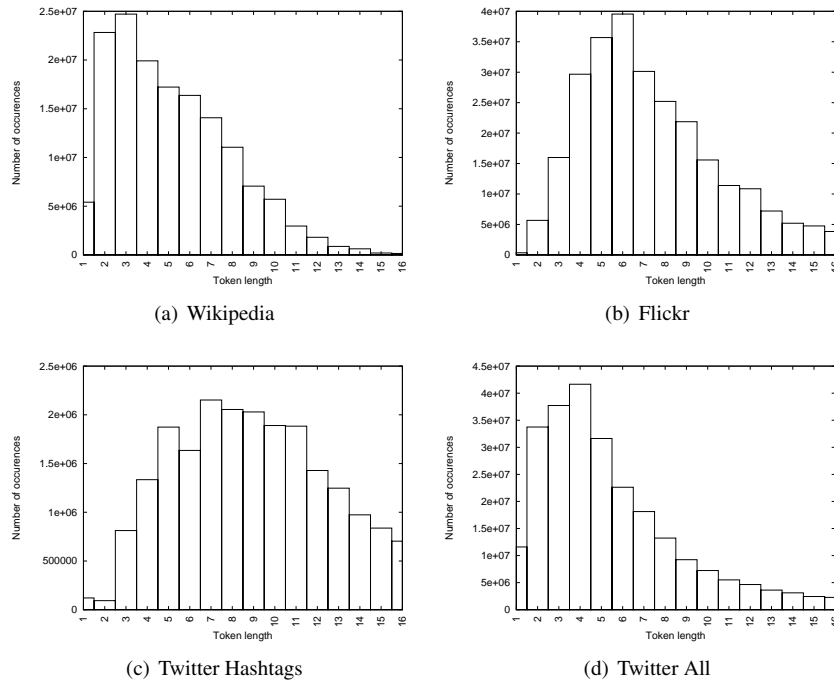 2.5e+07
2e+07
1.5e+07
1e+07
5e+06
0
Number of occurences
1 2 3 4 5 6 7 8 9 10 11 12 13 14 15 16
Token length
(a) Wikipedia
4e+07
3.5e+07
3e+07
2.5e+07
2e+07
1.5e+07
1e+07
5e+06
0
Number of occurences
1 2 3 4 5 6 7 8 9 10 11 12 13 14 15 16
Token length
(b) Flickr
2.5e+06
2e+06
1.5e+06
1e+06
500000
0
Number of occurences
1 2 3 4 5 6 7 8 9 10 11 12 13 14 15 16
Token length
(c) Twitter Hashtags
4.5e+07
4e+07
3.5e+07
3e+07
2.5e+07
2e+07
1.5e+07
1e+07
5e+06
0
Number of occurences
1 2 3 4 5 6 7 8 9 10 11 12 13 14 15 16
Token length
(d) Twitter All